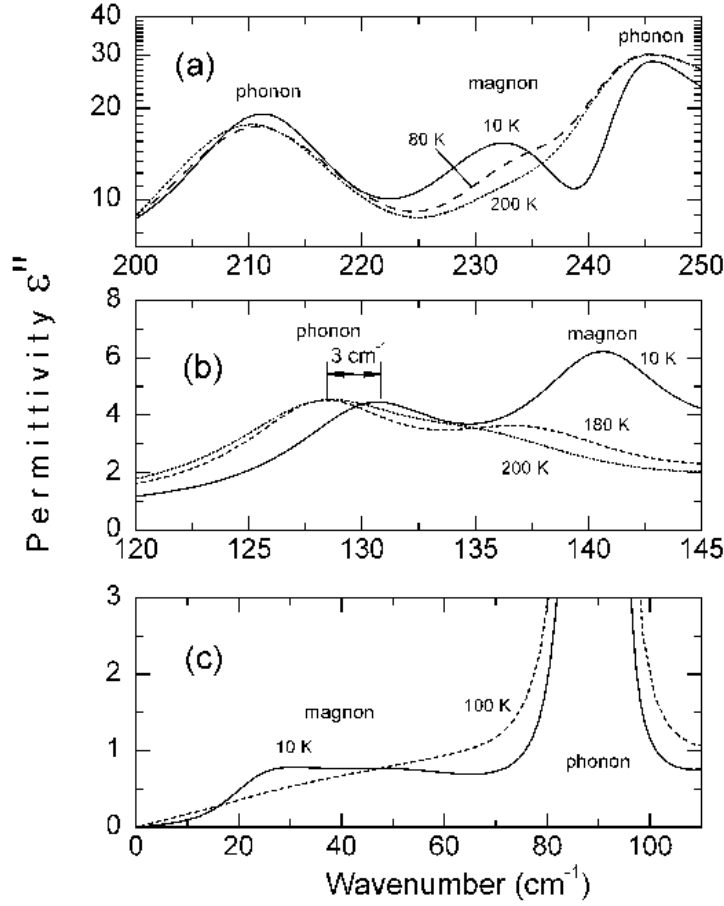 40
30
20
10
(a)
phonon
magnon
phonon
80 K
10 K
200 K
200 210 220 230 240 250
Permittivity ε"
8
6
4
2
0
(b)
phonon
3 cm⁻¹
magnon
10 K
180 K
200 K
120 125 130 135 140 145
3
2
1
0
(c)
magnon
10 K
100 K
phonon
0 20 40 60 80 100
Wavenumber (cm⁻¹)